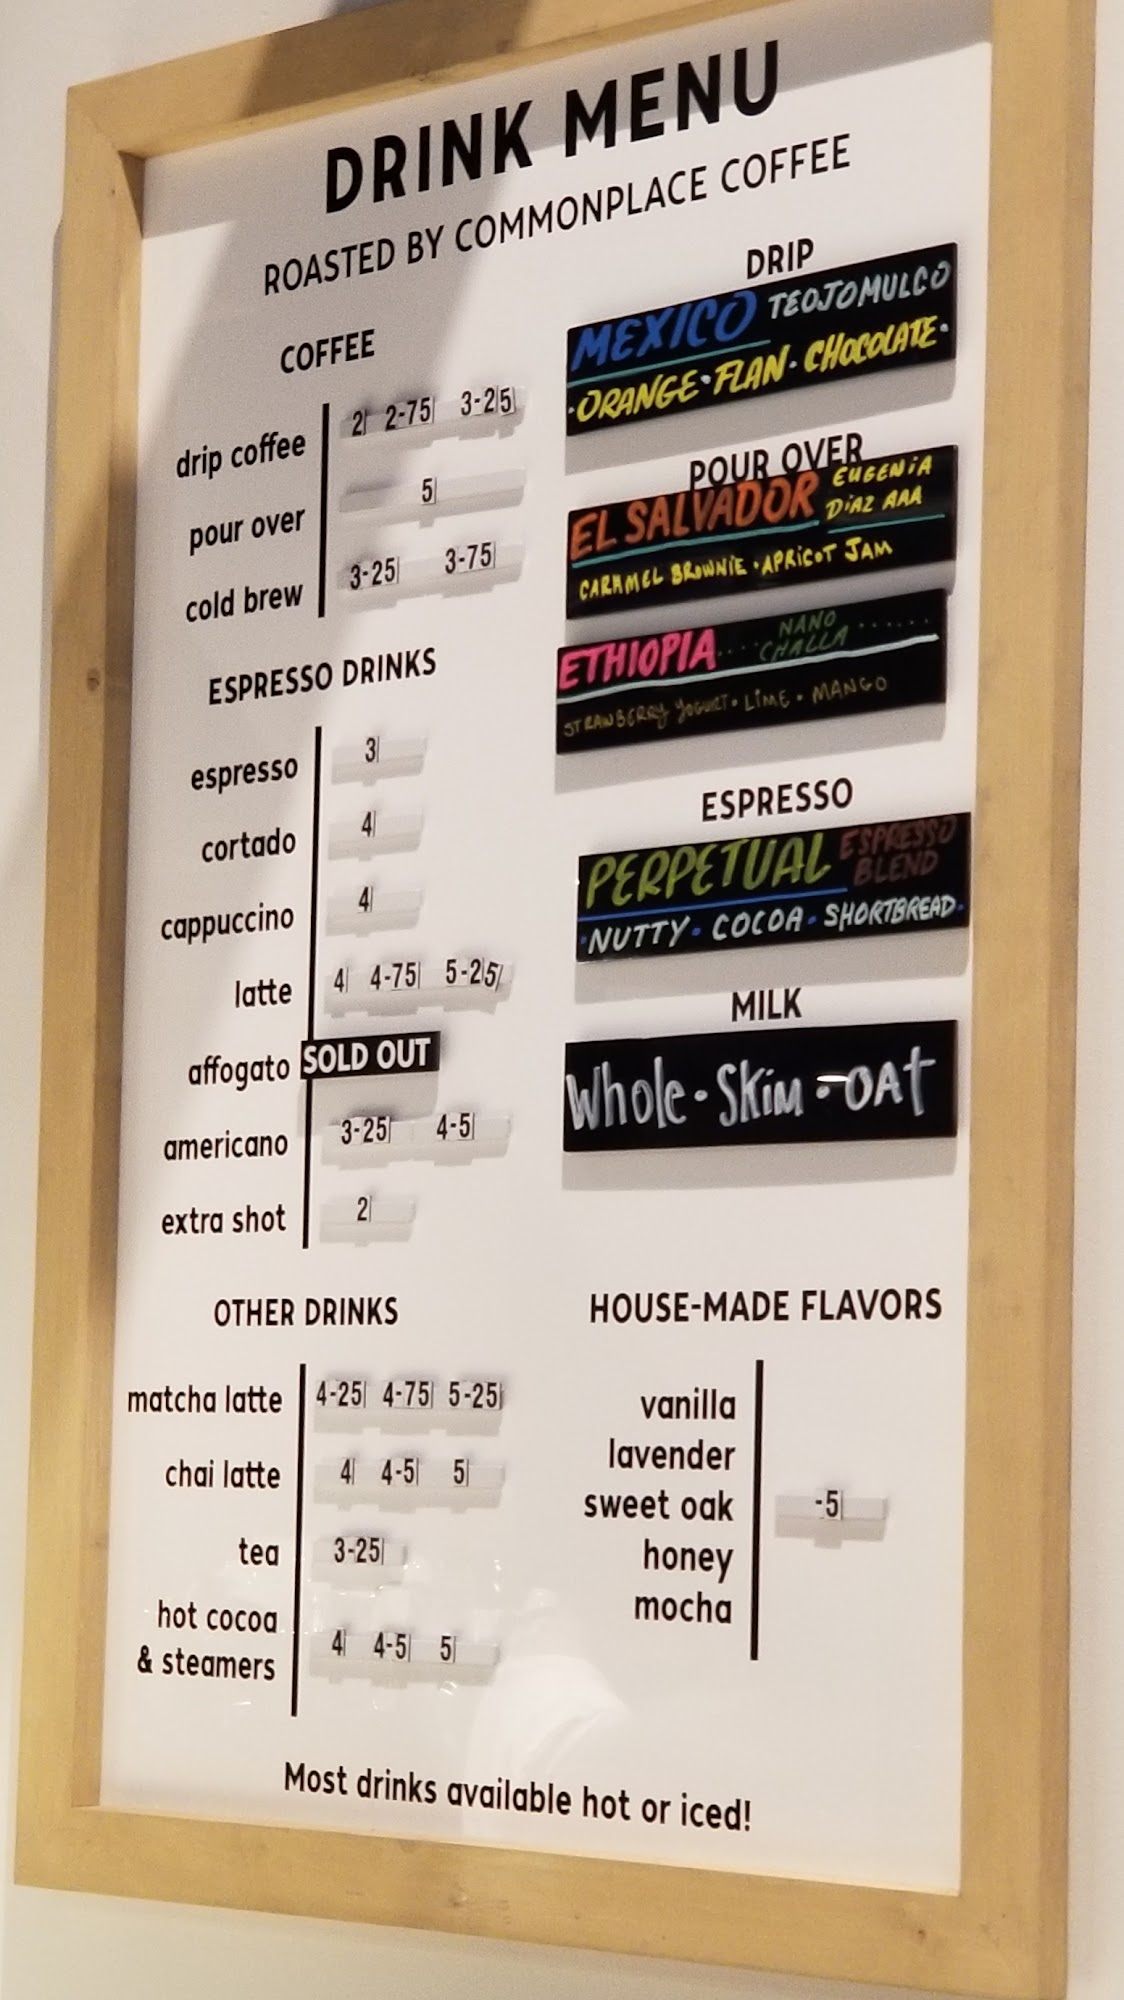 DRINK MENU
ROASTED BY COMMONPLACE COFFEE
COFFEE
drip coffee 2 2-75 3-25
pour over 5
cold brew 3-25 3-75
ESPRESSO DRINKS
espresso 3
cortado 4
cappuccino 4
latte 4 4-75 5-25
affogato SOLD OUT
americano 3-25 4-5
extra shot 2
OTHER DRINKS
matcha latte 4-25 4-75 5-25
chai latte 4 4-5 5
tea 3-25
hot cocoa
& steamers 4 4-5 5
DRIP
MEXICO TEOJOMULCO
·ORANGE·FLAN·CHOCOLATE·
POUR OVER
EL SALVADOR EUGENiA
DiAZ AAA
CARAMEL BROWNIE · APRICOT JAM
ETHIOPIA.... NANO
CHALLA ......
STRAWBERRY YOGURT · LIME · MANGO
ESPRESSO
PERPETUAL ESPRESSO
BLEND
·NUTTY· COCOA · SHORTBREAD·
MILK
Whole · Skim · OAt
HOUSE-MADE FLAVORS
vanilla
lavender
sweet oak -5
honey
mocha
Most drinks available hot or iced!